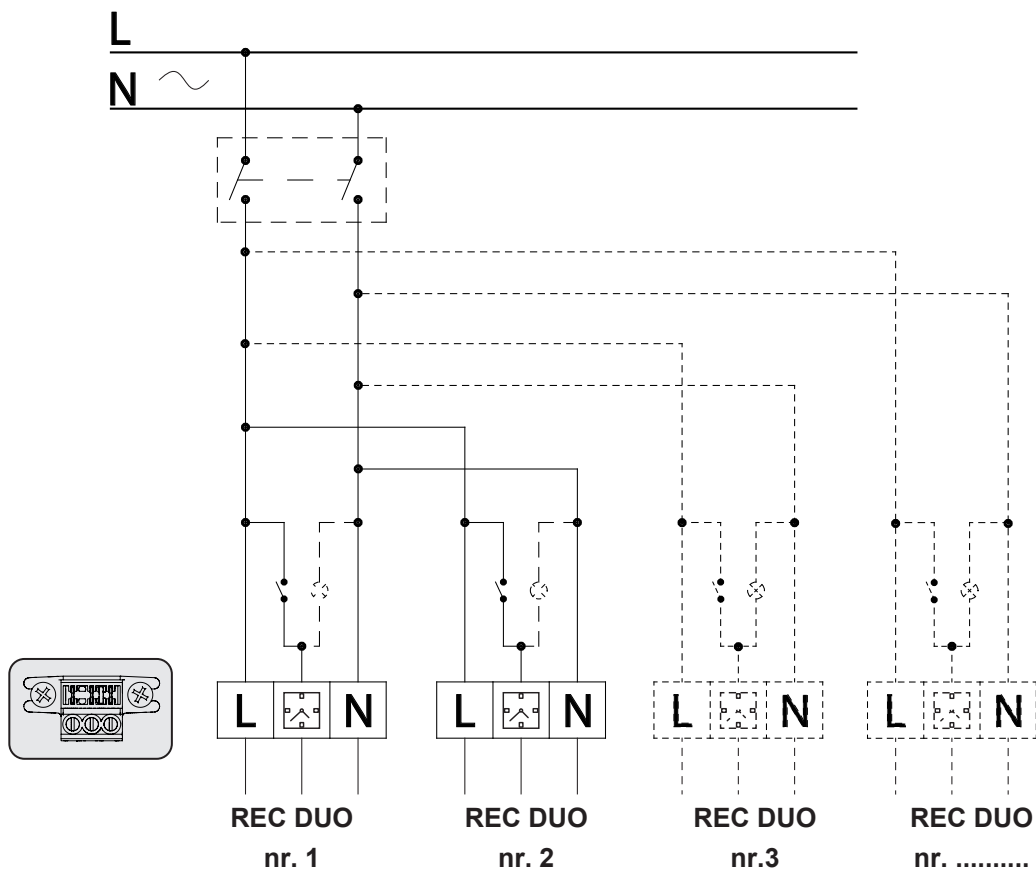 L
N
L N L N L N L N
REC DUO REC DUO REC DUO REC DUO
nr. 1 nr. 2 nr.3 nr. ..........